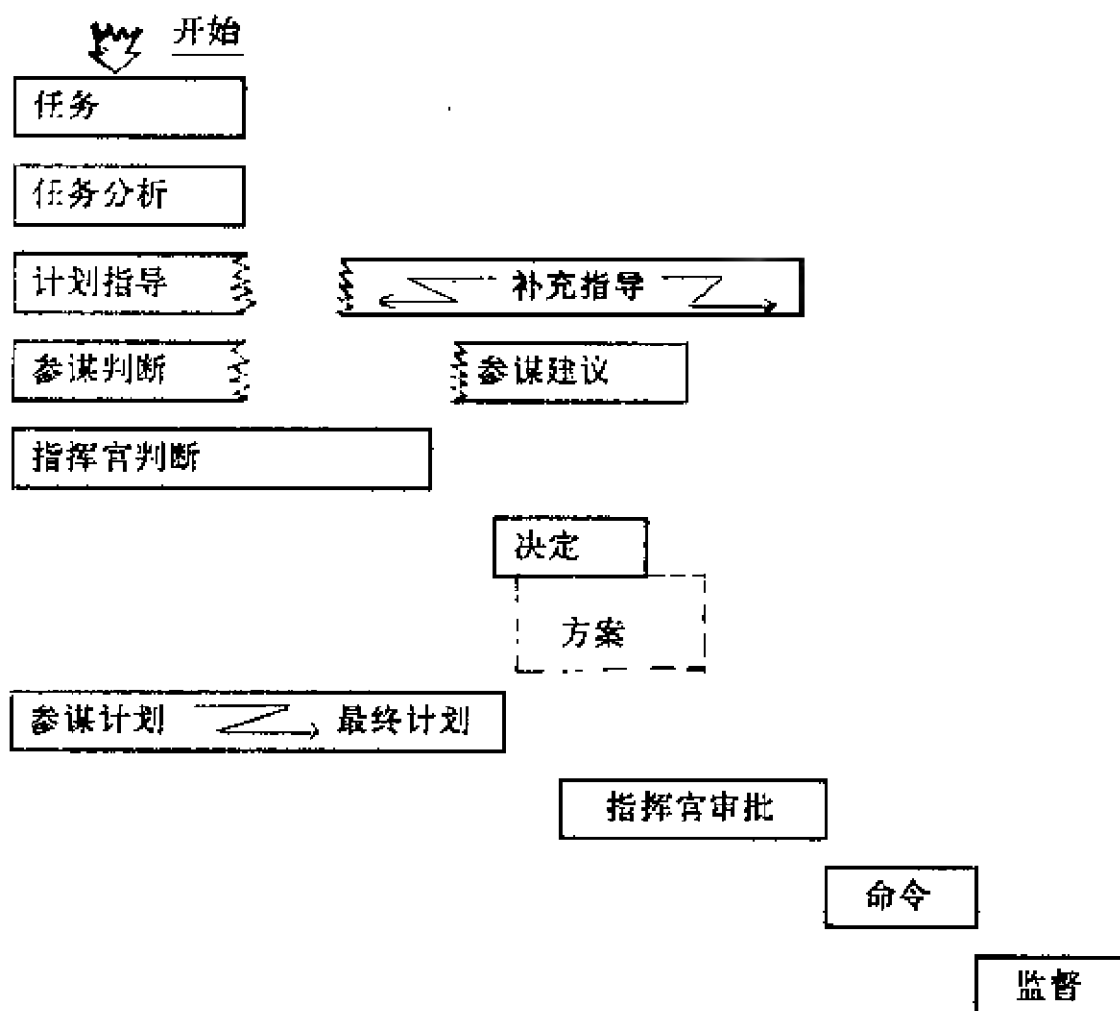 开始
任务
任务分析
计划指导 补充指导
参谋判断 参谋建议
指挥官判断
决定
方案
参谋计划 最终计划
指挥官审批
命令
监督